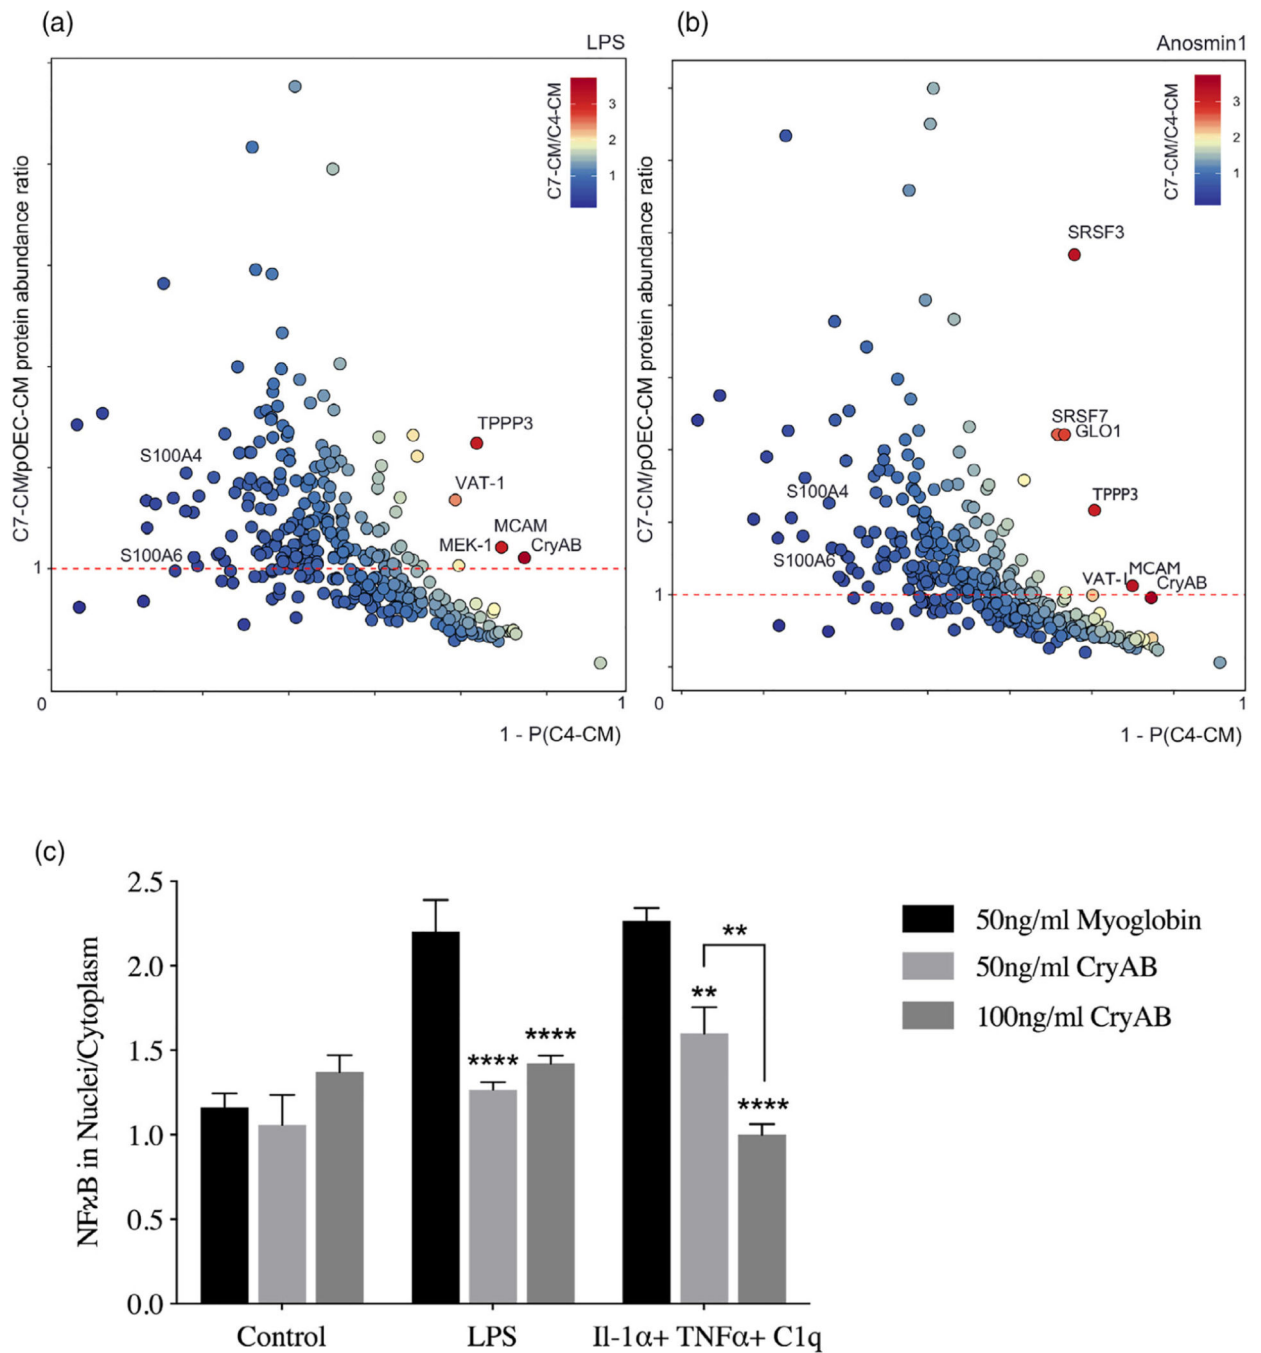 (a)
LPS
C7-CM/pOEC-CM protein abundance ratio
C7-CM/C4-CM
3
2
1
TPPP3
S100A4
VAT-1
MCAM
MEK-1
CryAB
S100A6
1
0
1
1 - P(C4-CM)
(b)
Anosmin1
C7-CM/pOEC-CM protein abundance ratio
C7-CM/C4-CM
3
2
1
SRSF3
SRSF7
GLO1
S100A4
TPPP3
S100A6
VAT-1
MCAM
CryAB
1
0
1
1 - P(C4-CM)
(c)
NFϰB in Nuclei/Cytoplasm
2.5
2.0
1.5
1.0
0.5
0.0
****
****
**
**
****
Control
LPS
Il-1α+ TNFα+ C1q
50ng/ml Myoglobin
50ng/ml CryAB
100ng/ml CryAB